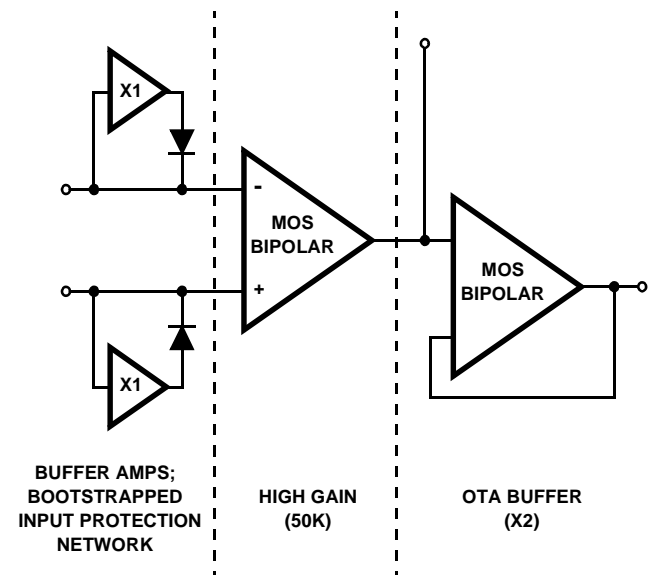 X1
-
MOS
BIPOLAR
+
MOS
BIPOLAR
X1
BUFFER AMPS;
BOOTSTRAPPED
INPUT PROTECTION
NETWORK
HIGH GAIN
(50K)
OTA BUFFER
(X2)